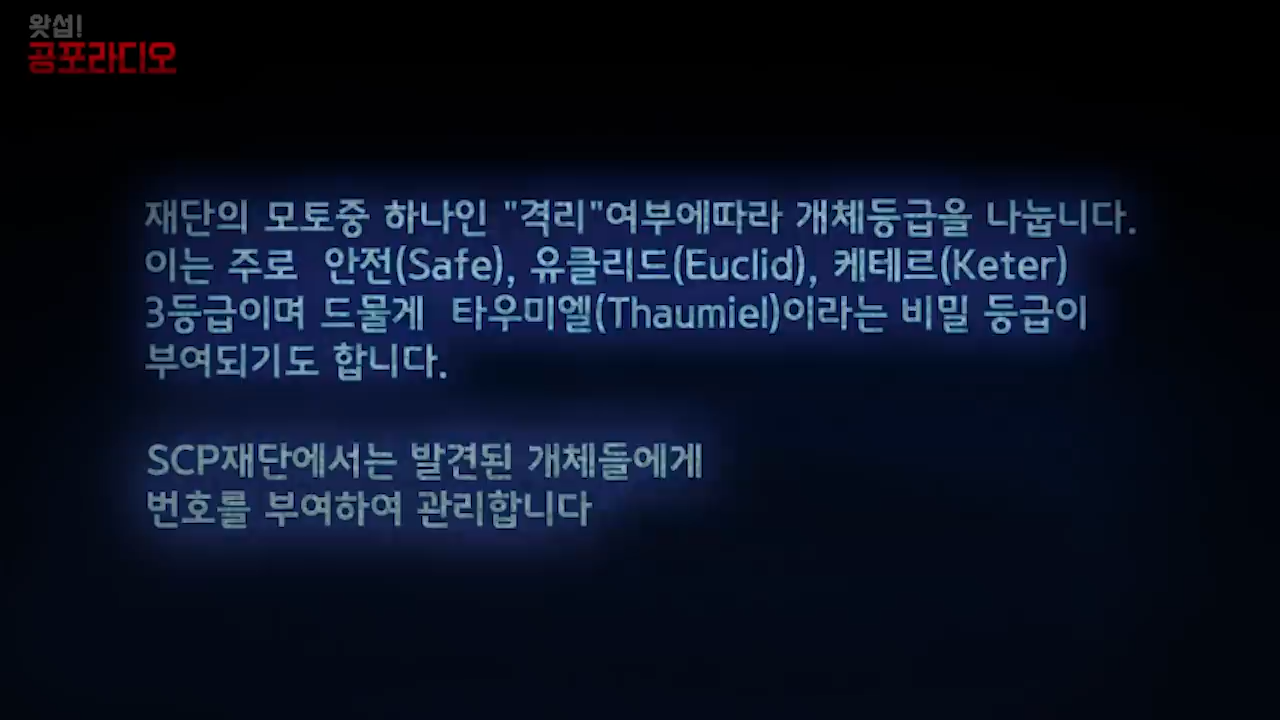 왓섭!
공포라디오
재단의 모토중 하나인 "격리"여부에따라 개체등급을 나눕니다.
이는 주로  안전(Safe), 유클리드(Euclid), 케테르(Keter)
3등급이며 드물게  타우미엘(Thaumiel)이라는 비밀 등급이
부여되기도 합니다.
SCP재단에서는 발견된 개체들에게
번호를 부여하여 관리합니다